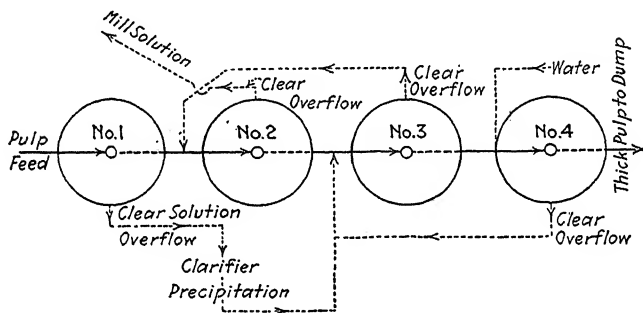 Mill Solution
Clear
Overflow
Clear
Overflow
Water
Thick Pulp to Dump
Pulp
Feed
No.1
No.2
No.3
No.4
Clear Solution
Overflow
Clarifier
Precipitation
Clear
Overflow